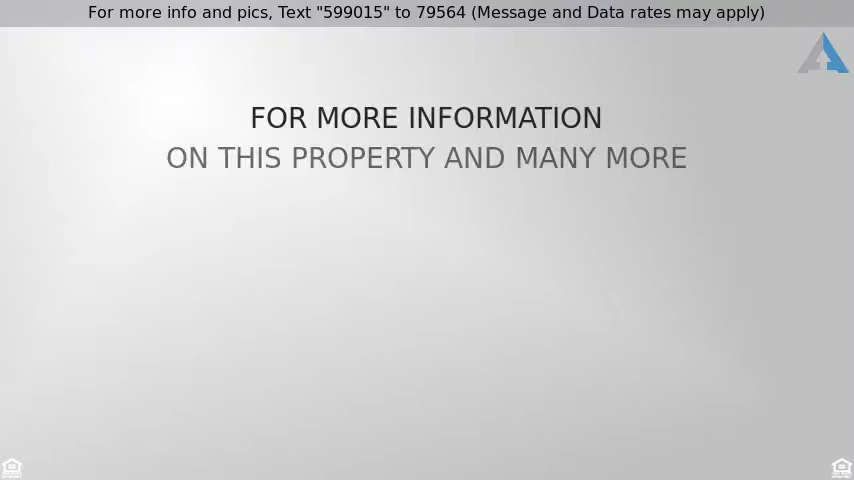 For more info and pics, Text "599015" to 79564 (Message and Data rates may apply)
FOR MORE INFORMATION
ON THIS PROPERTY AND MANY MORE